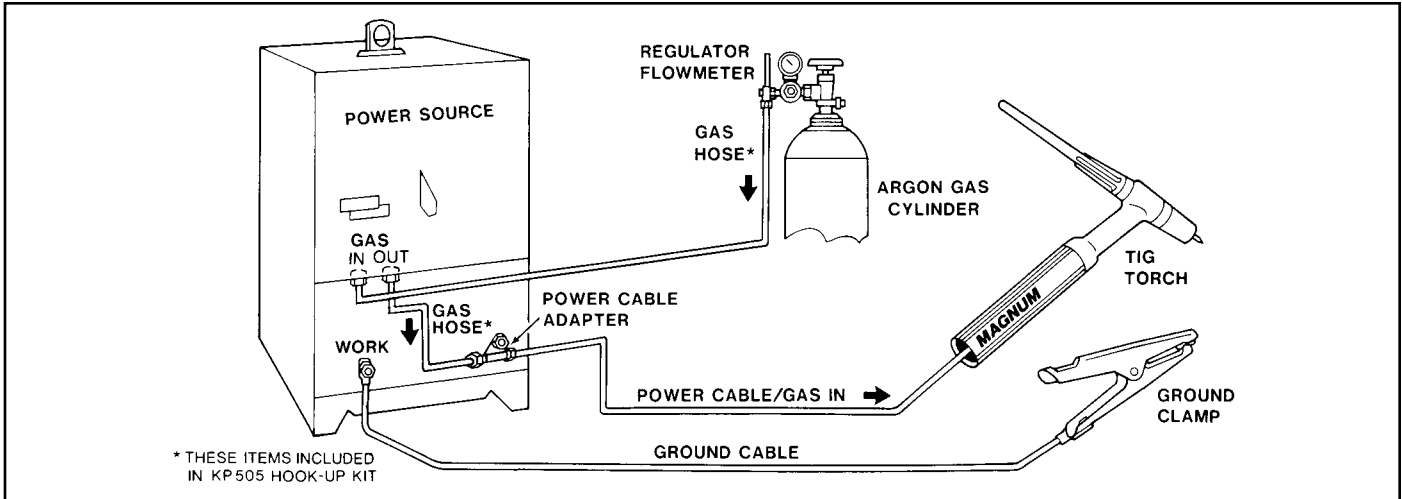 POWER SOURCE
REGULATOR
FLOWMETER
GAS
HOSE*
ARGON GAS
CYLINDER
TIG
TORCH
MAGNUM
GAS
IN OUT
GAS
HOSE*
POWER CABLE
ADAPTER
WORK
POWER CABLE/GAS IN
GROUND
CLAMP
GROUND CABLE
* THESE ITEMS INCLUDED
IN KP505 HOOK-UP KIT